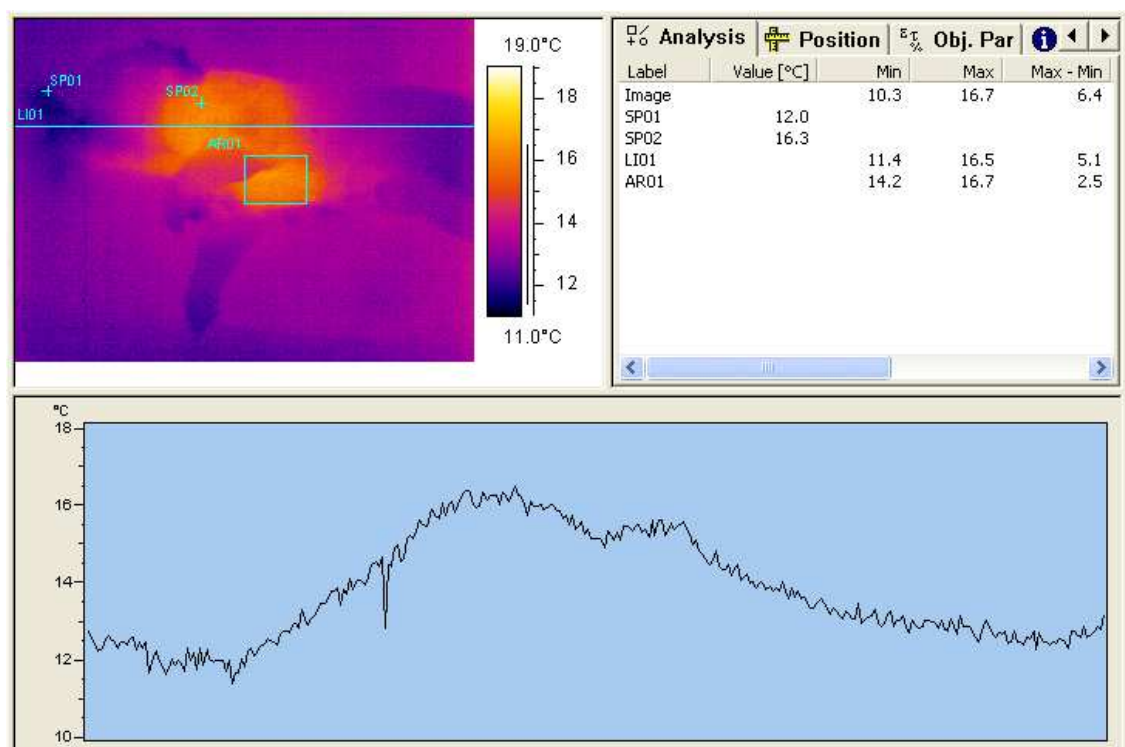 19.0°C
18
16
14
12
11.0°C
SP01
SP02
LI01
AR01
Analysis Position ετ% Obj. Par
Label Value [°C] Min Max Max - Min
Image 10.3 16.7 6.4
SP01 12.0
SP02 16.3
LI01 11.4 16.5 5.1
AR01 14.2 16.7 2.5
°C
18
16
14
12
10